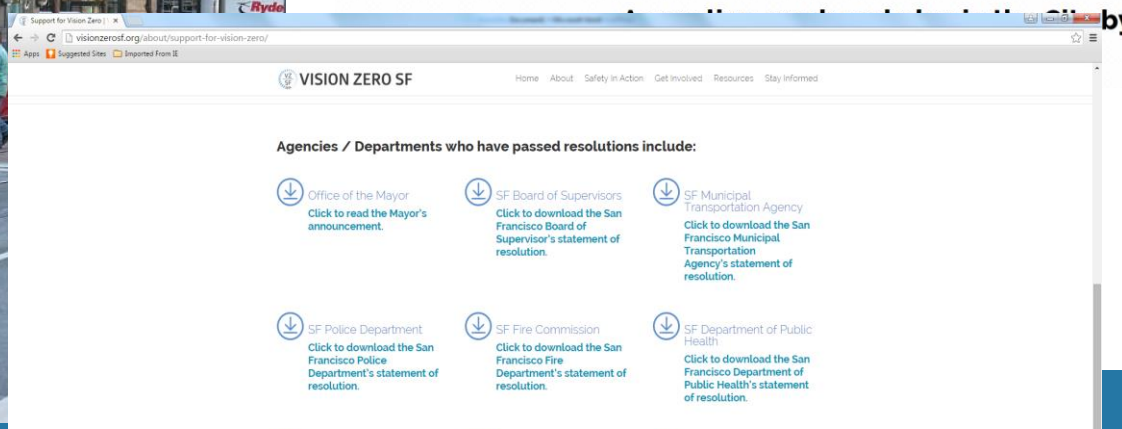 Ryde
by
Support for Vision Zero |
visionzerosf.org/about/support-for-vision-zero/
Apps Suggested Sites Imported From IE
VISION ZERO SF
Home About Safety in Action Get Involved Resources Stay Informed
Agencies / Departments who have passed resolutions include:
Office of the Mayor
Click to read the Mayor's
announcement.
SF Board of Supervisors
Click to download the San
Francisco Board of
Supervisor's statement of
resolution.
SF Municipal
Transportation Agency
Click to download the San
Francisco Municipal
Transportation
Agency's statement of
resolution.
SF Police Department
Click to download the San
Francisco Police
Department's statement of
resolution.
SF Fire Commission
Click to download the San
Francisco Fire
Department's statement of
resolution.
SF Department of Public
Health
Click to download the San
Francisco Department of
Public Health's statement
of resolution.